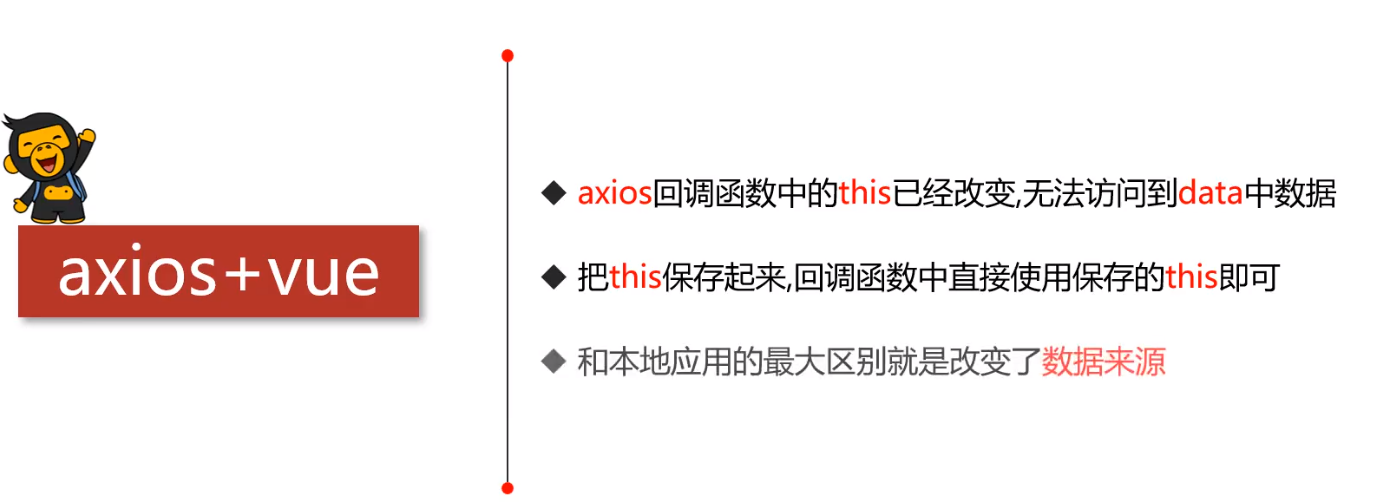 axios+vue
axios回调函数中的this已经改变,无法访问到data中数据
把this保存起来,回调函数中直接使用保存的this即可
和本地应用的最大区别就是改变了数据来源